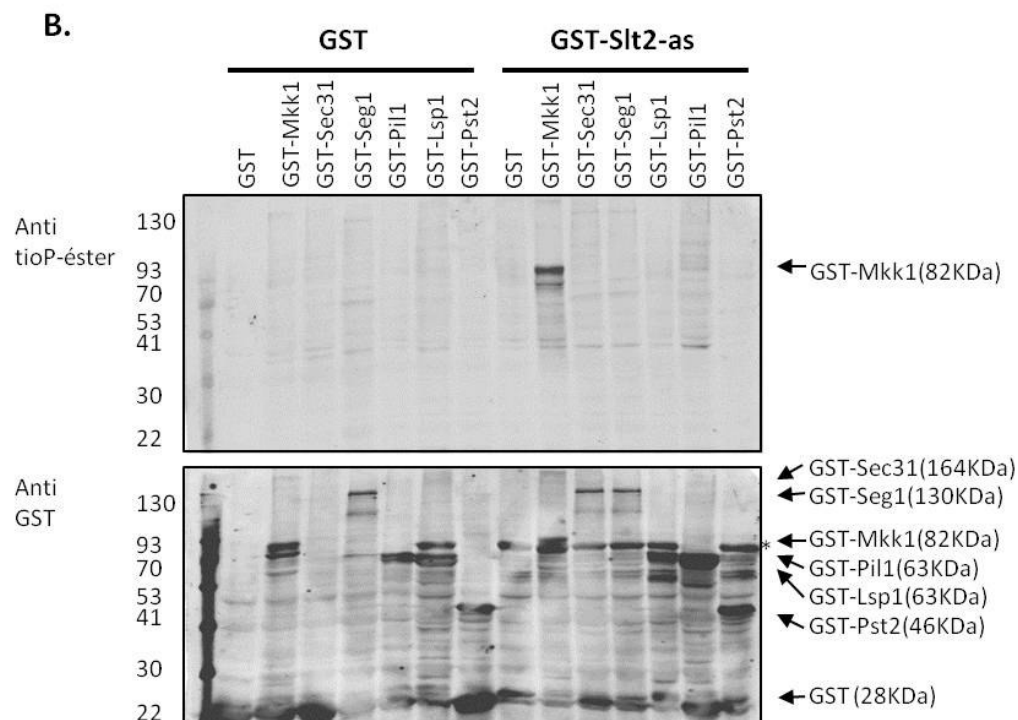 B.
GST
GST-Slt2-as
GST
GST-Mkk1
GST-Sec31
GST-Seg1
GST-Pil1
GST-Lsp1
GST-Pst2
GST
GST-Mkk1
GST-Sec31
GST-Seg1
GST-Lsp1
GST-Pil1
GST-Pst2
Anti
tioP-éster
130
93
70
53
41
30
22
GST-Mkk1(82KDa)
Anti
GST
130
93
70
53
41
30
22
*
GST-Sec31(164KDa)
GST-Seg1(130KDa)
GST-Mkk1(82KDa)
GST-Pil1(63KDa)
GST-Lsp1(63KDa)
GST-Pst2(46KDa)
GST (28KDa)